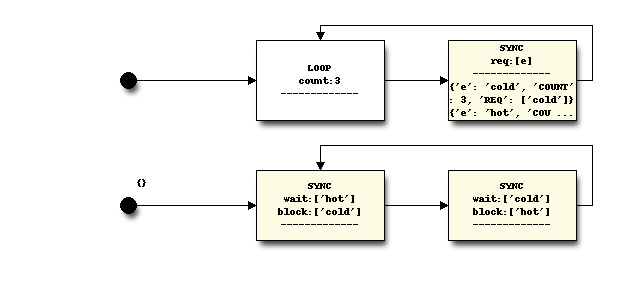 LOOP
count:3
-------------
SYNC
req:[e]
-------------
{'e': 'cold', 'COUNT'
: 3, 'REQ': ['cold']}
{'e': 'hot', 'COU ...
{}
SYNC
wait:['hot']
block:['cold']
-------------
SYNC
wait:['cold']
block:['hot']
-------------